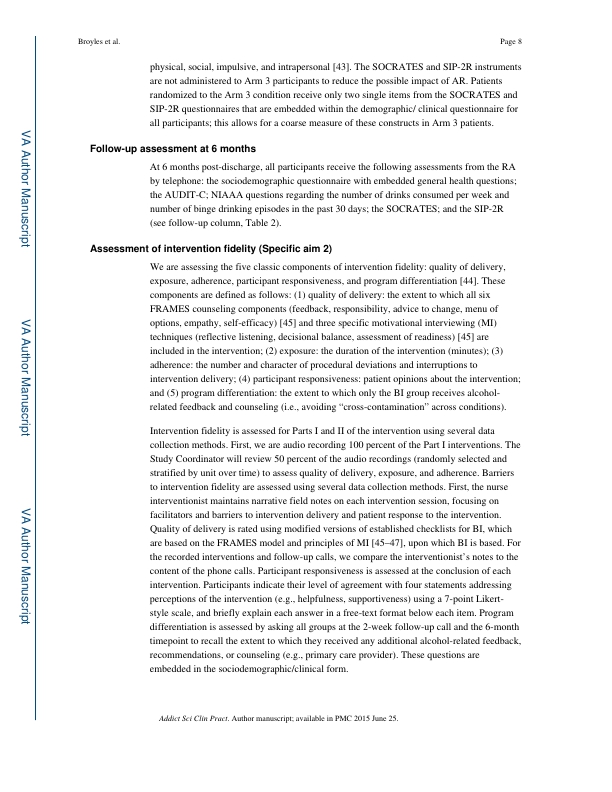 Broyles et al.
Page 8
physical, social, impulsive, and intrapersonal [43]. The SOCRATES and SIP-2R instruments
are not administered to Arm 3 participants to reduce the possible impact of AR. Patients
randomized to the Arm 3 condition receive only two single items from the SOCRATES and
SIP-2R questionnaires that are embedded within the demographic/ clinical questionnaire for
all participants; this allows for a coarse measure of these constructs in Arm 3 patients.
Follow-up assessment at 6 months
At 6 months post-discharge, all participants receive the following assessments from the RA
by telephone: the sociodemographic questionnaire with embedded general health questions;
the AUDIT-C; NIAAA questions regarding the number of drinks consumed per week and
number of binge drinking episodes in the past 30 days; the SOCRATES; and the SIP-2R
(see follow-up column, Table 2).
Assessment of intervention fidelity (Specific aim 2)
We are assessing the five classic components of intervention fidelity: quality of delivery,
exposure, adherence, participant responsiveness, and program differentiation [44]. These
components are defined as follows: (1) quality of delivery: the extent to which all six
FRAMES counseling components (feedback, responsibility, advice to change, menu of
options, empathy, self-efficacy) [45] and three specific motivational interviewing (MI)
techniques (reflective listening, decisional balance, assessment of readiness) [45] are
included in the intervention; (2) exposure: the duration of the intervention (minutes); (3)
adherence: the number and character of procedural deviations and interruptions to
intervention delivery; (4) participant responsiveness: patient opinions about the intervention;
and (5) program differentiation: the extent to which only the BI group receives alcohol-
related feedback and counseling (i.e., avoiding “cross-contamination” across conditions).
Intervention fidelity is assessed for Parts I and II of the intervention using several data
collection methods. First, we are audio recording 100 percent of the Part I interventions. The
Study Coordinator will review 50 percent of the audio recordings (randomly selected and
stratified by unit over time) to assess quality of delivery, exposure, and adherence. Barriers
to intervention fidelity are assessed using several data collection methods. First, the nurse
interventionist maintains narrative field notes on each intervention session, focusing on
facilitators and barriers to intervention delivery and patient response to the intervention.
Quality of delivery is rated using modified versions of established checklists for BI, which
are based on the FRAMES model and principles of MI [45–47], upon which BI is based. For
the recorded interventions and follow-up calls, we compare the interventionist’s notes to the
content of the phone calls. Participant responsiveness is assessed at the conclusion of each
intervention. Participants indicate their level of agreement with four statements addressing
perceptions of the intervention (e.g., helpfulness, supportiveness) using a 7-point Likert-
style scale, and briefly explain each answer in a free-text format below each item. Program
differentiation is assessed by asking all groups at the 2-week follow-up call and the 6-month
timepoint to recall the extent to which they received any additional alcohol-related feedback,
recommendations, or counseling (e.g., primary care provider). These questions are
embedded in the sociodemographic/clinical form.
Addict Sci Clin Pract. Author manuscript; available in PMC 2015 June 25.
VA Author Manuscript
VA Author Manuscript
VA Author Manuscript